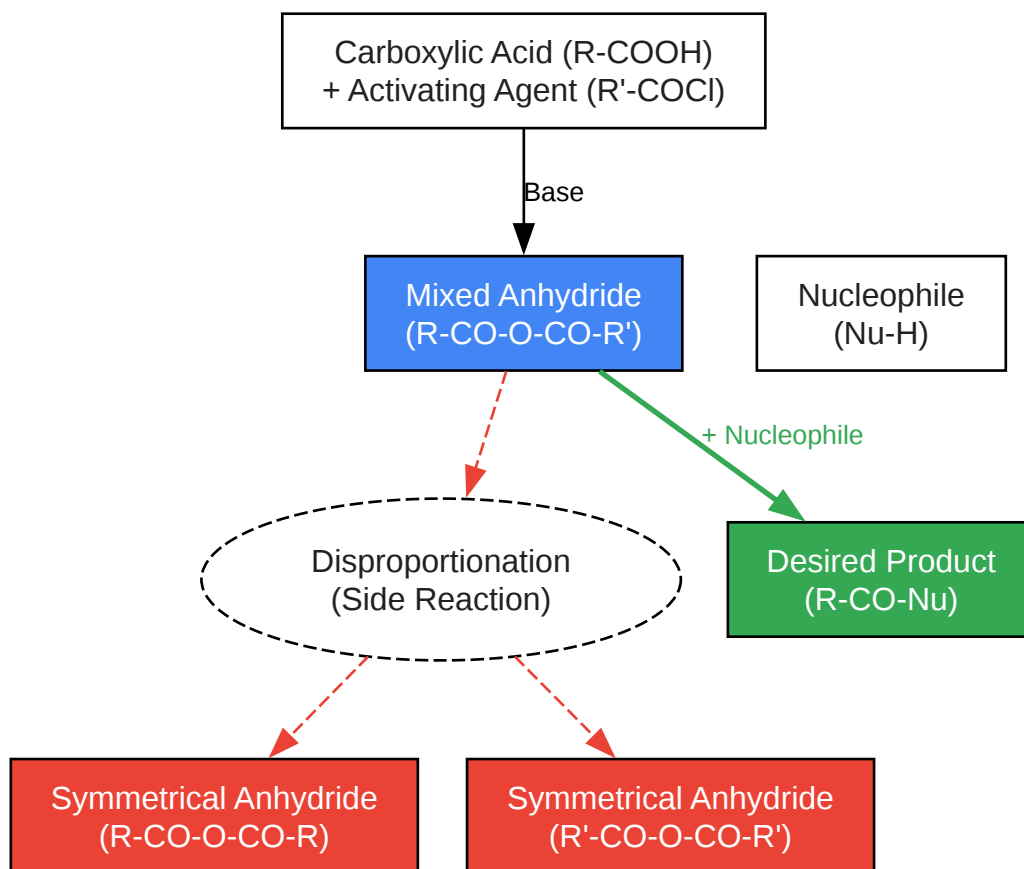 Carboxylic Acid (R-COOH)
+ Activating Agent (R'-COCl)
Base
Mixed Anhydride
(R-CO-O-CO-R')
Nucleophile
(Nu-H)
+ Nucleophile
Disproportionation
(Side Reaction)
Desired Product
(R-CO-Nu)
Symmetrical Anhydride
(R-CO-O-CO-R)
Symmetrical Anhydride
(R'-CO-O-CO-R')